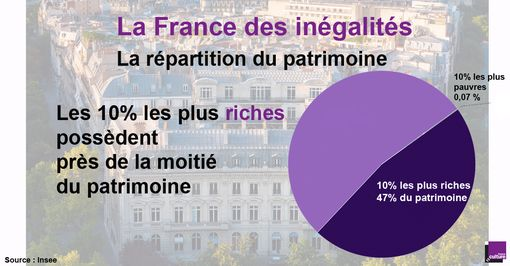 La France des inégalités
La répartition du patrimoine
10% les plus
pauvres
0,07 %
Les 10% les plus riches
possèdent
près de la moitié
du patrimoine
10% les plus riches
47% du patrimoine
Source : Insee
culture